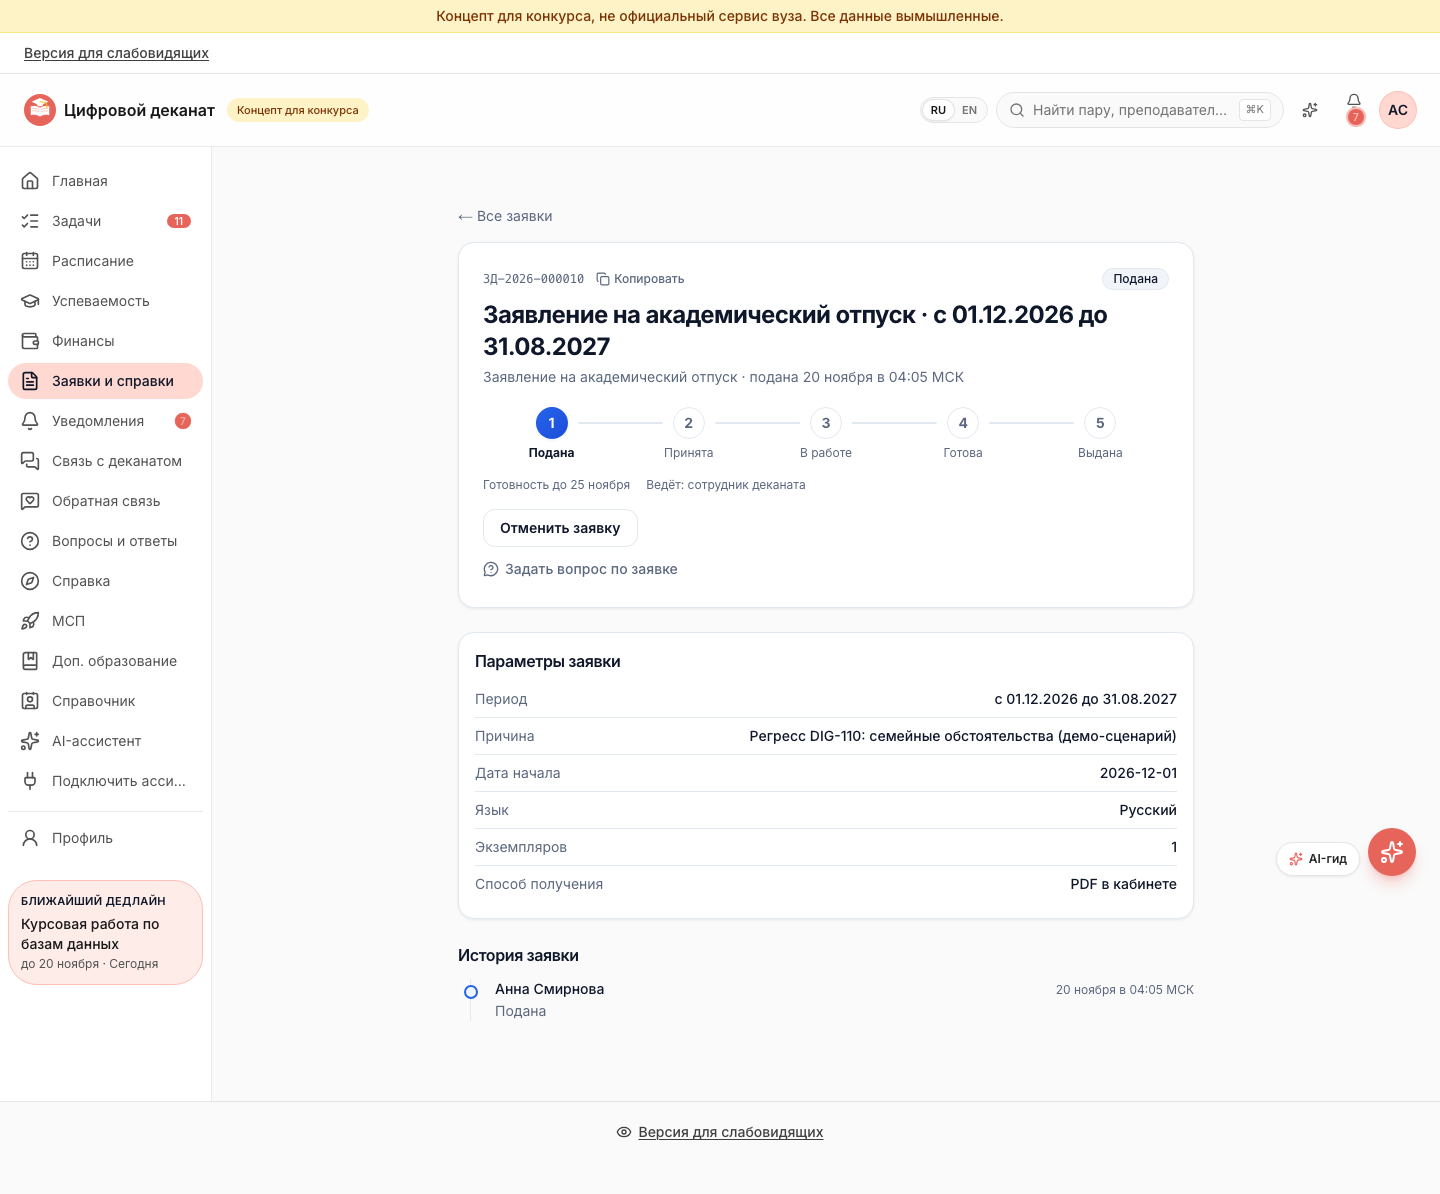 Концепт для конкурса, не официальный сервис вуза. Все данные вымышленные.
Версия для слабовидящих
Цифровой деканат
Концепт для конкурса
RU EN
Найти пару, преподавател...
⌘K
7
АС
Главная
Задачи 11
Расписание
Успеваемость
Финансы
Заявки и справки
Уведомления 7
Связь с деканатом
Обратная связь
Вопросы и ответы
Справка
МСП
Доп. образование
Справочник
AI-ассистент
Подключить асси...
Профиль
БЛИЖАЙШИЙ ДЕДЛАЙН
Курсовая работа по
базам данных
до 20 ноября · Сегодня
← Все заявки
ЗД-2026-000010 Копировать
Подана
Заявление на академический отпуск · с 01.12.2026 до
31.08.2027
Заявление на академический отпуск · подана 20 ноября в 04:05 МСК
1 2 3 4 5
Подана Принята В работе Готова Выдана
Готовность до 25 ноября Ведёт: сотрудник деканата
Отменить заявку
Задать вопрос по заявке
Параметры заявки
Период с 01.12.2026 до 31.08.2027
Причина Регресс DIG-110: семейные обстоятельства (демо-сценарий)
Дата начала 2026-12-01
Язык Русский
Экземпляров 1
Способ получения PDF в кабинете
История заявки
Анна Смирнова 20 ноября в 04:05 МСК
Подана
AI-гид
Версия для слабовидящих